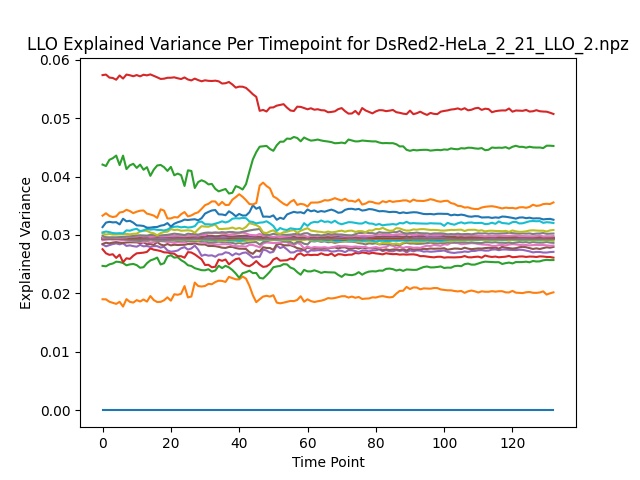 LLO Explained Variance Per Timepoint for DsRed2-HeLa_2_21_LLO_2.npz
0.06
0.05
0.04
0.03
0.02
0.01
0.00
Explained Variance
0 20 40 60 80 100 120
Time Point